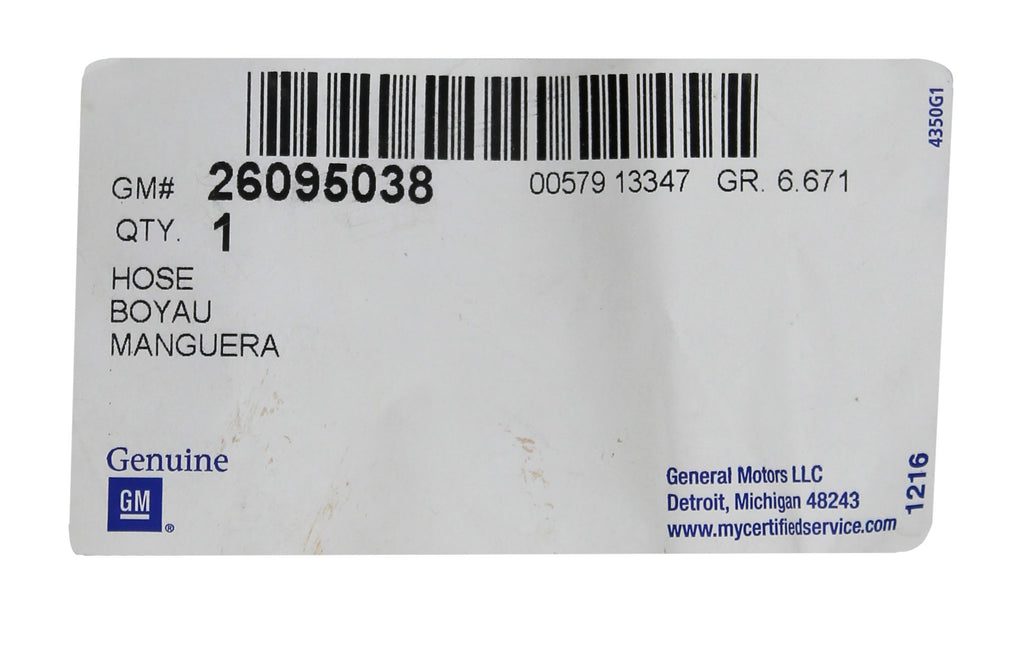 GM# 26095038 00579 13347 GR. 6.671
QTY. 1
HOSE
BOYAU
MANGUERA
Genuine
GM
®
General Motors LLC
Detroit, Michigan 48243
www.mycertifiedservice.com
4350G1
1216